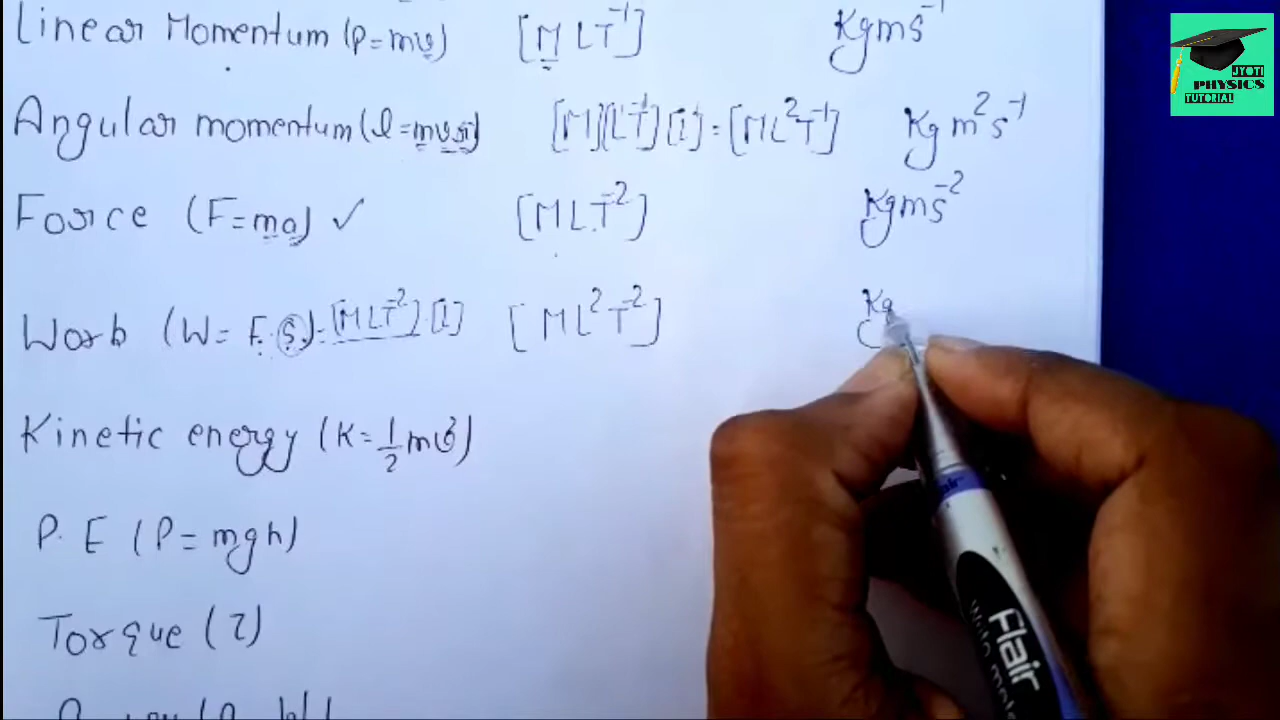 Linear Momentum (P=mv) [MLT⁻¹] Kgms⁻¹
Angular momentum (l=mvr) [M][LT⁻¹][L]=[ML²T⁻¹] Kgm²s⁻¹
Force (F=ma) ✓ [MLT⁻²] Kgms⁻²
Work (W= F.S)=[MLT⁻²][L] [ML²T⁻²] Kg
Kinetic energy (K=1/2mv²)
P.E (P=mgh)
Torque (τ)
JYOTI
PHYSICS
TUTORIAL
Flair